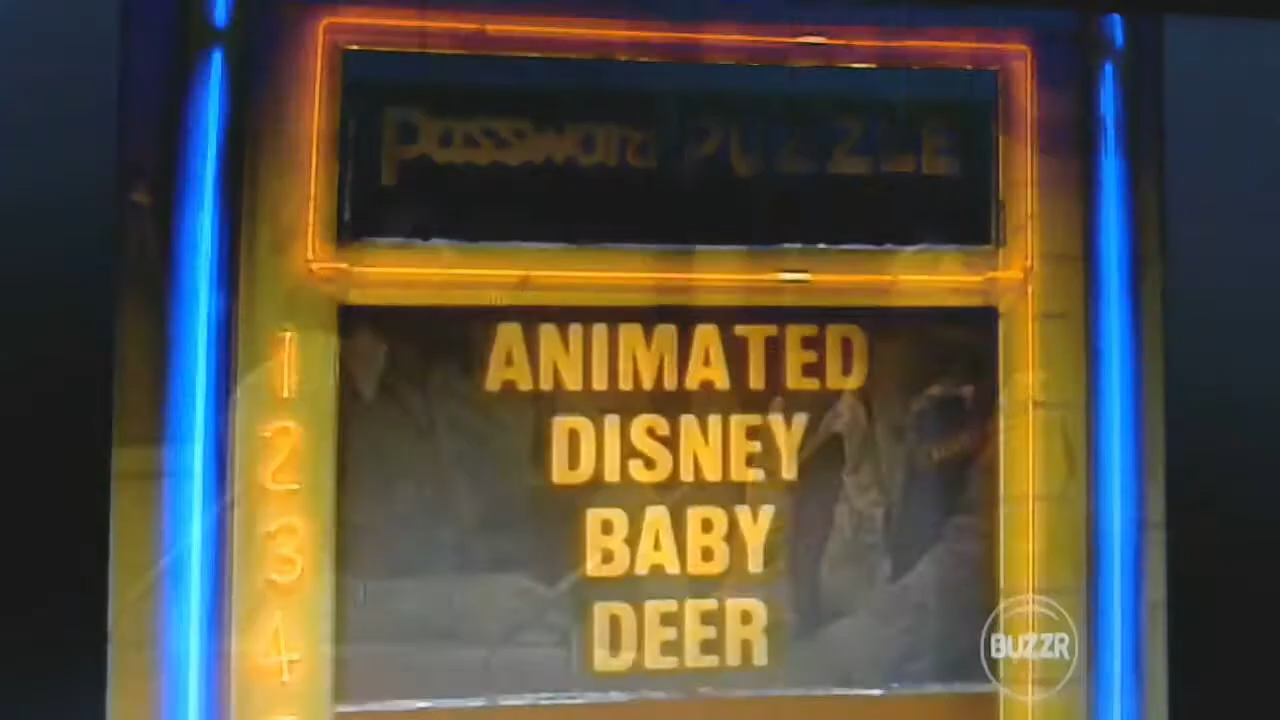 Password PUZZLE
1 ANIMATED
2 DISNEY
3 BABY
4 DEER
BUZZR